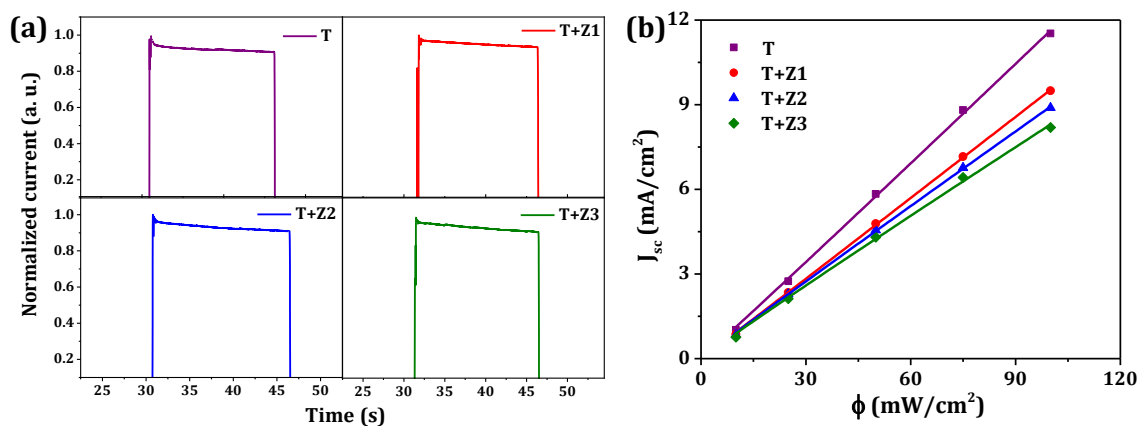 (a)
Normalized current (a. u.)
1.0
0.8
0.6
0.4
0.2
T
T+Z1
1.0
0.8
0.6
0.4
0.2
T+Z2
T+Z3
25 30 35 40 45 50 25 30 35 40 45 50
Time (s)
(b)
J_sc (mA/cm²)
12
9
6
3
0
T
T+Z1
T+Z2
T+Z3
0 30 60 90 120
ϕ (mW/cm²)